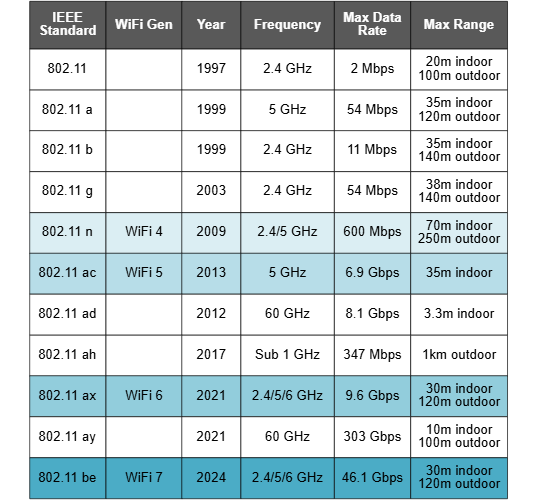 IEEE Standard WiFi Gen Year Frequency Max Data Rate Max Range
802.11 1997 2.4 GHz 2 Mbps 20m indoor 100m outdoor
802.11 a 1999 5 GHz 54 Mbps 35m indoor 120m outdoor
802.11 b 1999 2.4 GHz 11 Mbps 35m indoor 140m outdoor
802.11 g 2003 2.4 GHz 54 Mbps 38m indoor 140m outdoor
802.11 n WiFi 4 2009 2.4/5 GHz 600 Mbps 70m indoor 250m outdoor
802.11 ac WiFi 5 2013 5 GHz 6.9 Gbps 35m indoor
802.11 ad 2012 60 GHz 8.1 Gbps 3.3m indoor
802.11 ah 2017 Sub 1 GHz 347 Mbps 1km outdoor
802.11 ax WiFi 6 2021 2.4/5/6 GHz 9.6 Gbps 30m indoor 120m outdoor
802.11 ay 2021 60 GHz 303 Gbps 10m indoor 100m outdoor
802.11 be WiFi 7 2024 2.4/5/6 GHz 46.1 Gbps 30m indoor 120m outdoor